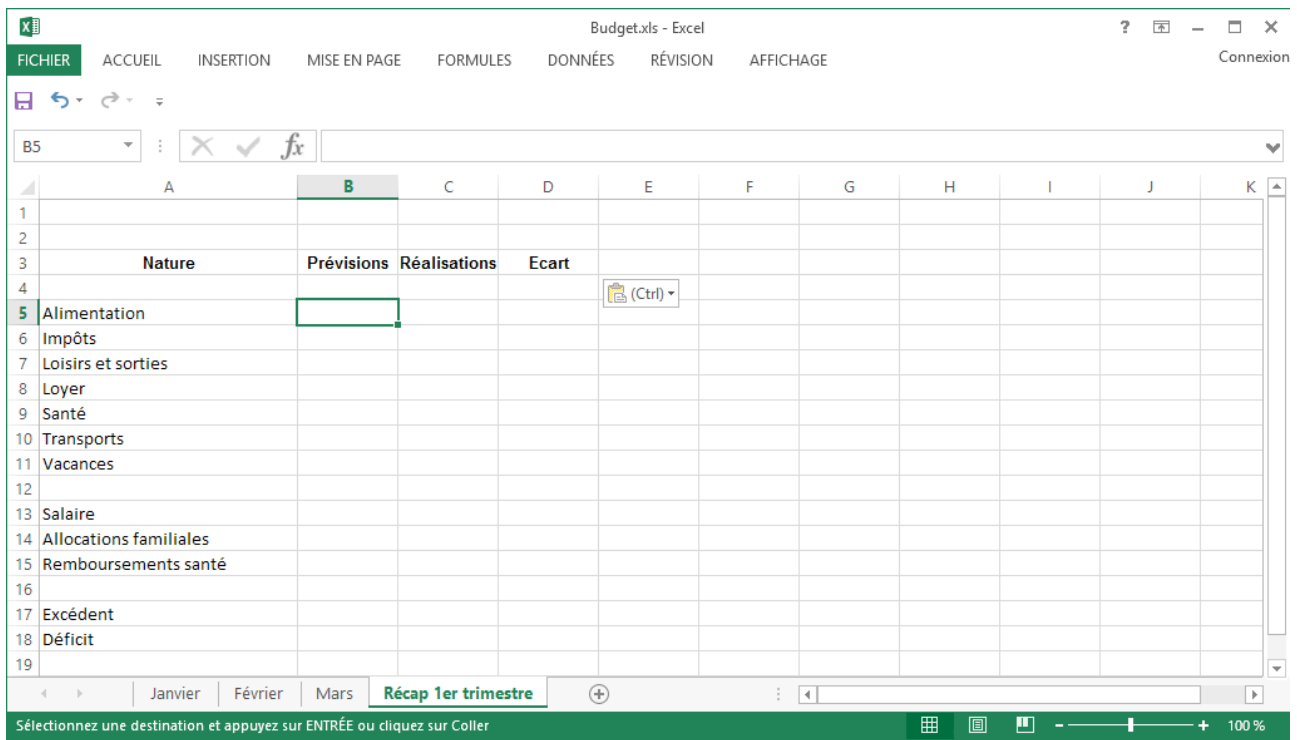 Budget.xls - Excel
?
FICHIER ACCUEIL INSERTION MISE EN PAGE FORMULES DONNÉES RÉVISION AFFICHAGE Connexion
B5 fx
A B C D E F G H I J K
1
2
3 Nature Prévisions Réalisations Ecart
4 (Ctrl)
5 Alimentation
6 Impôts
7 Loisirs et sorties
8 Loyer
9 Santé
10 Transports
11 Vacances
12
13 Salaire
14 Allocations familiales
15 Remboursements santé
16
17 Excédent
18 Déficit
19
Janvier Février Mars Récap 1er trimestre
Sélectionnez une destination et appuyez sur ENTRÉE ou cliquez sur Coller - + 100 %